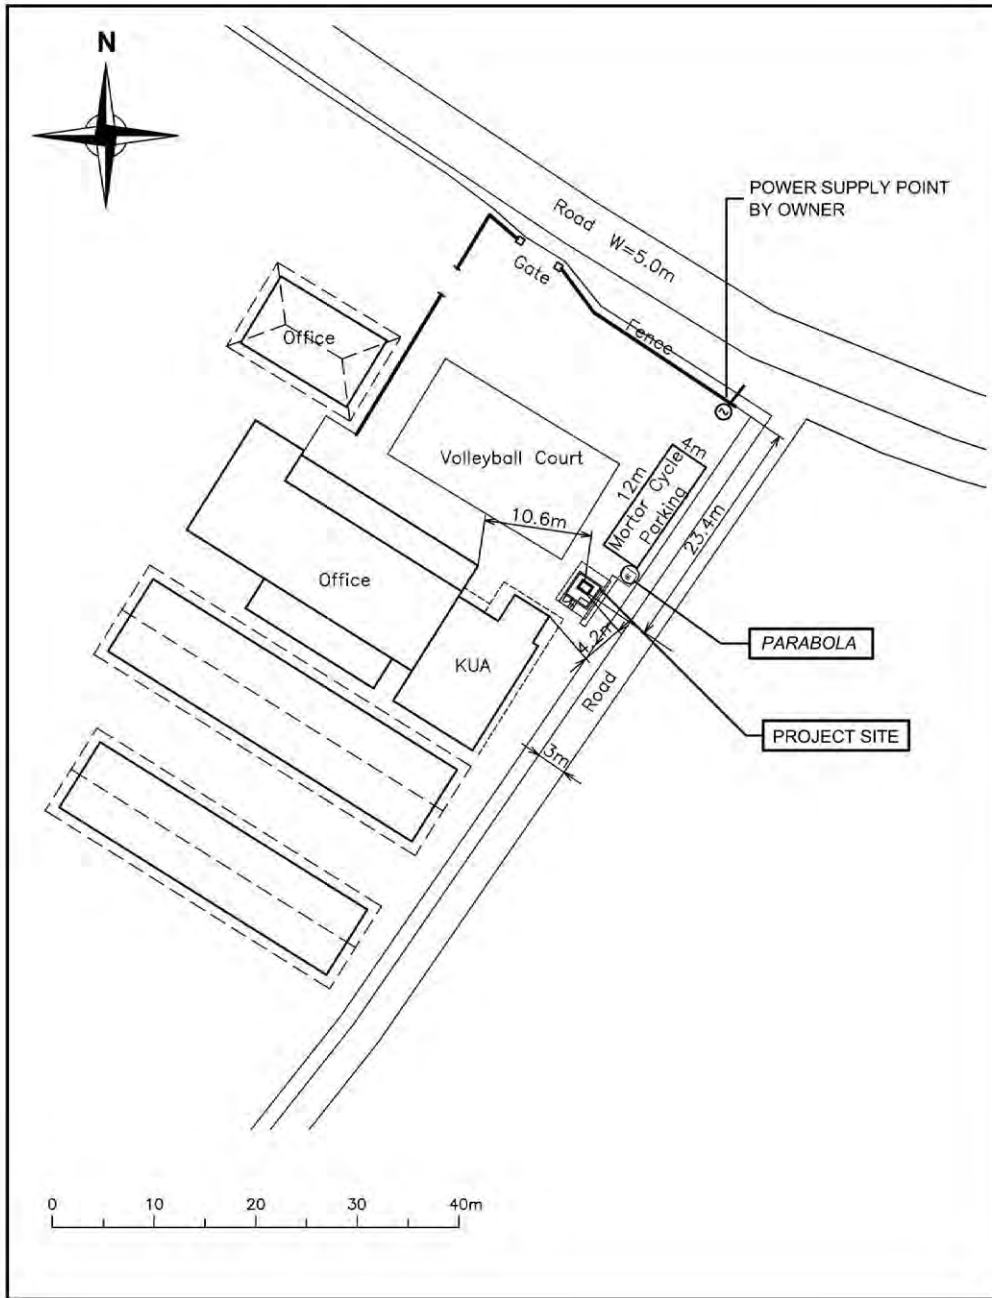 N
POWER SUPPLY POINT
BY OWNER
Road W=5.0m
Gate
Fence
Office
Volleyball Court
4m
12m
Mortor Cycle
Parking
10.6m
23.4m
Office
KUA
4.2m
PARABOLA
Road
PROJECT SITE
3m
0 10 20 30 40m